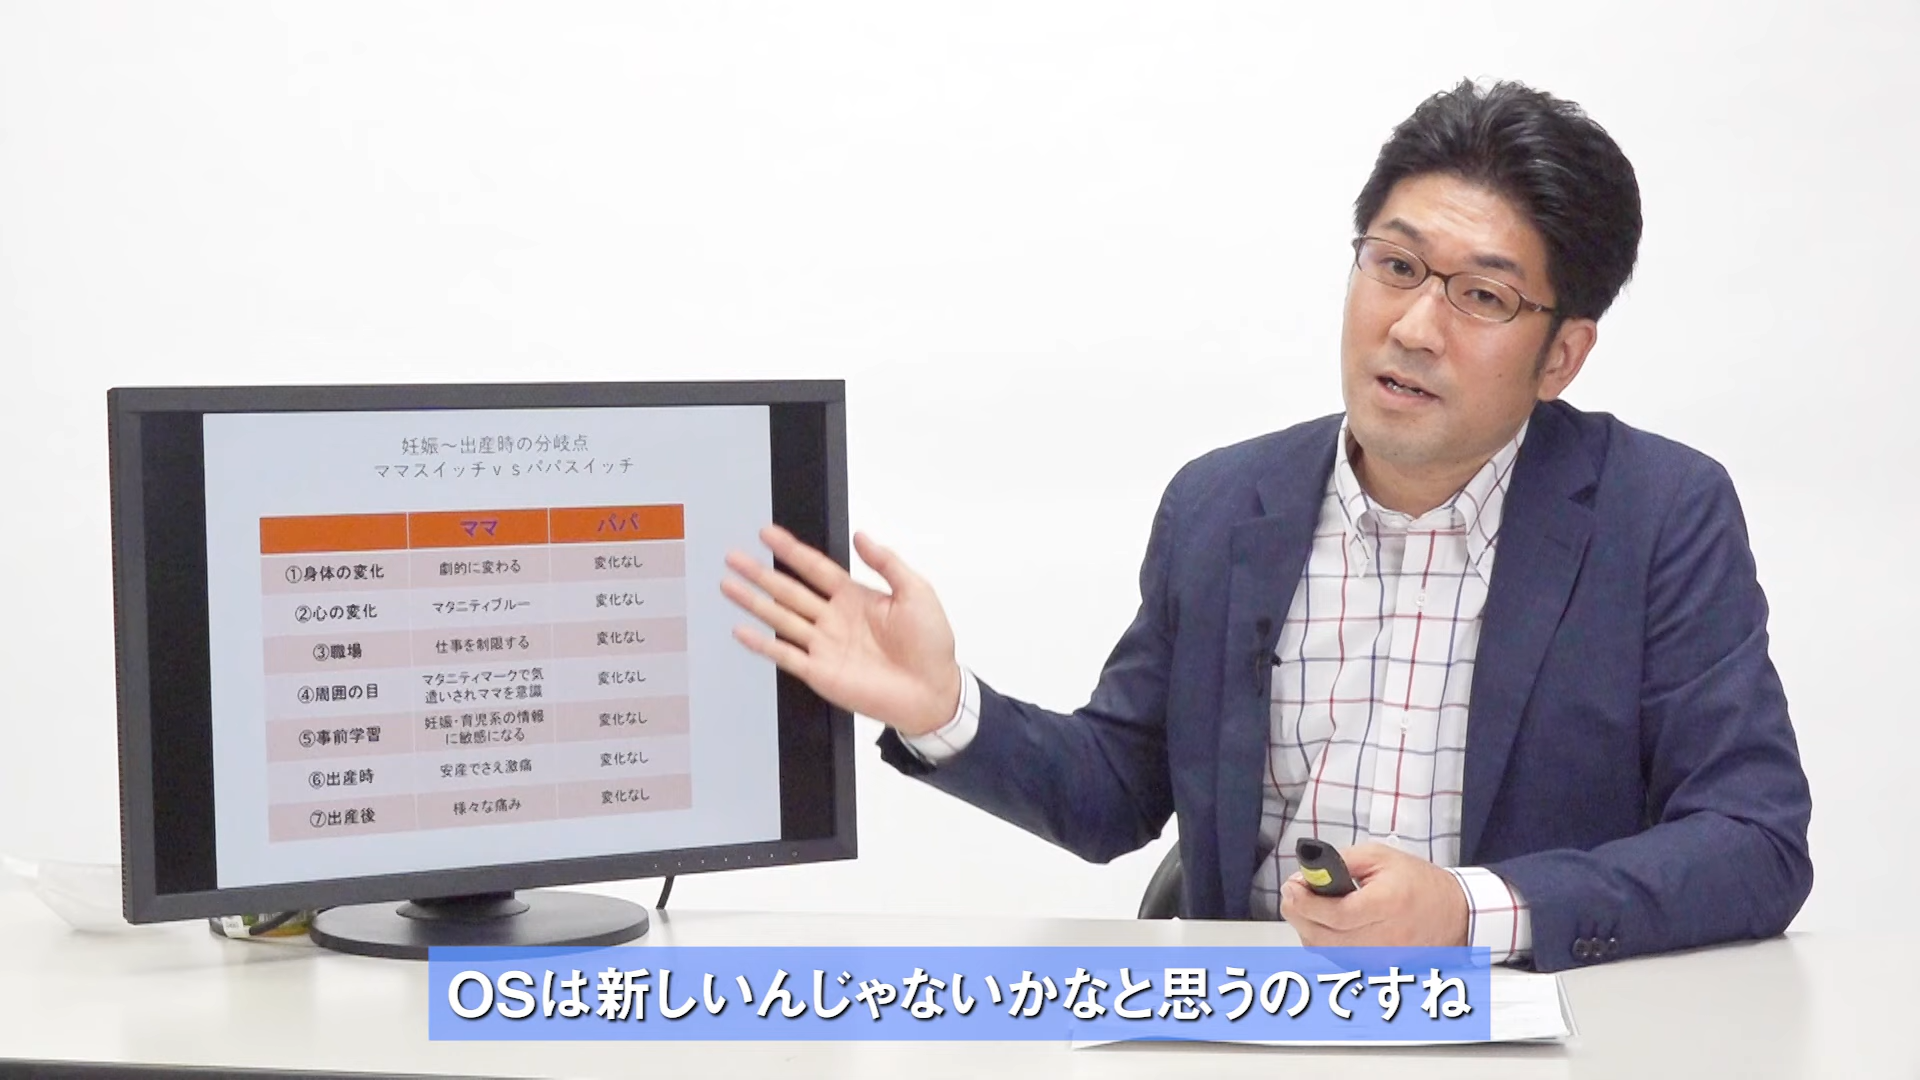 妊娠～出産時の分岐点
ママスイッチｖｓパパスイッチ
ママ パパ
①身体の変化 劇的に変わる 変化なし
②心の変化 マタニティブルー 変化なし
③職場 仕事を制限する 変化なし
④周囲の目 マタニティマークで気
遣いされママを意識 変化なし
⑤事前学習 妊娠・育児系の情報
に敏感になる 変化なし
⑥出産時 安産でさえ激痛 変化なし
⑦出産後 様々な痛み 変化なし
OSは新しいんじゃないかなと思うのですね